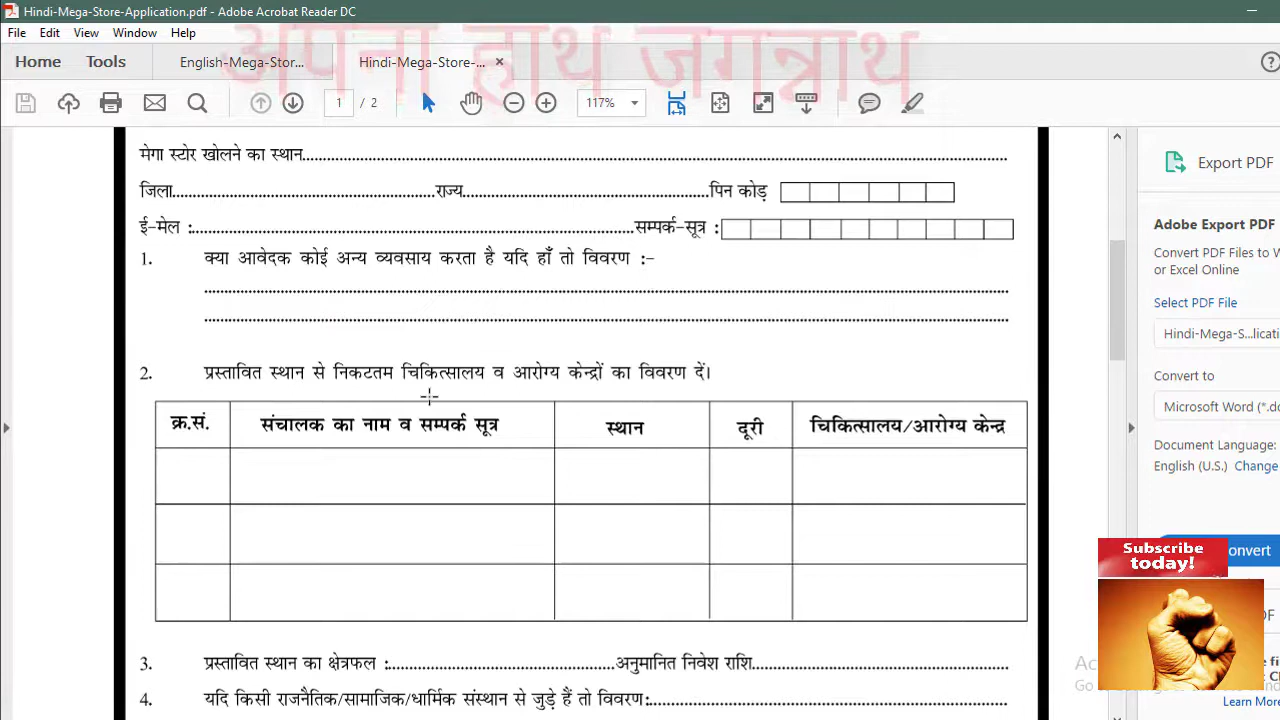 Hindi-Mega-Store-Application.pdf - Adobe Acrobat Reader DC
File Edit View Window Help
अपना हाथ जगन्नाथ
Home Tools English-Mega-Stor... Hindi-Mega-Store-... ×
1 / 2 117%
मेगा स्टोर खोलने का स्थान
जिला राज्य पिन कोड़
ई-मेल : सम्पर्क-सूत्र :
1. क्या आवेदक कोई अन्य व्यवसाय करता है यदि हाँ तो विवरण :-
2. प्रस्तावित स्थान से निकटतम चिकित्सालय व आरोग्य केन्द्रों का विवरण दें।
क्र.सं. संचालक का नाम व सम्पर्क सूत्र स्थान दूरी चिकित्सालय/आरोग्य केन्द्र
3. प्रस्तावित स्थान का क्षेत्रफल : अनुमानित निवेश राशि
4. यदि किसी राजनैतिक/सामाजिक/धार्मिक संस्थान से जुड़े हैं तो विवरण:
Export PDF
Adobe Export PDF
Convert PDF Files to W
or Excel Online
Select PDF File
Hindi-Mega-S...licati
Convert to
Microsoft Word (*.do
Document Language:
English (U.S.) Change
onvert
Subscribe
today!
PDF
Go
Learn More